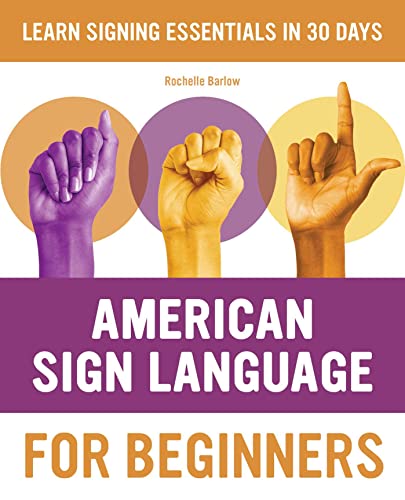 LEARN SIGNING ESSENTIALS IN 30 DAYS
Rochelle Barlow
AMERICAN
SIGN LANGUAGE
FOR BEGINNERS